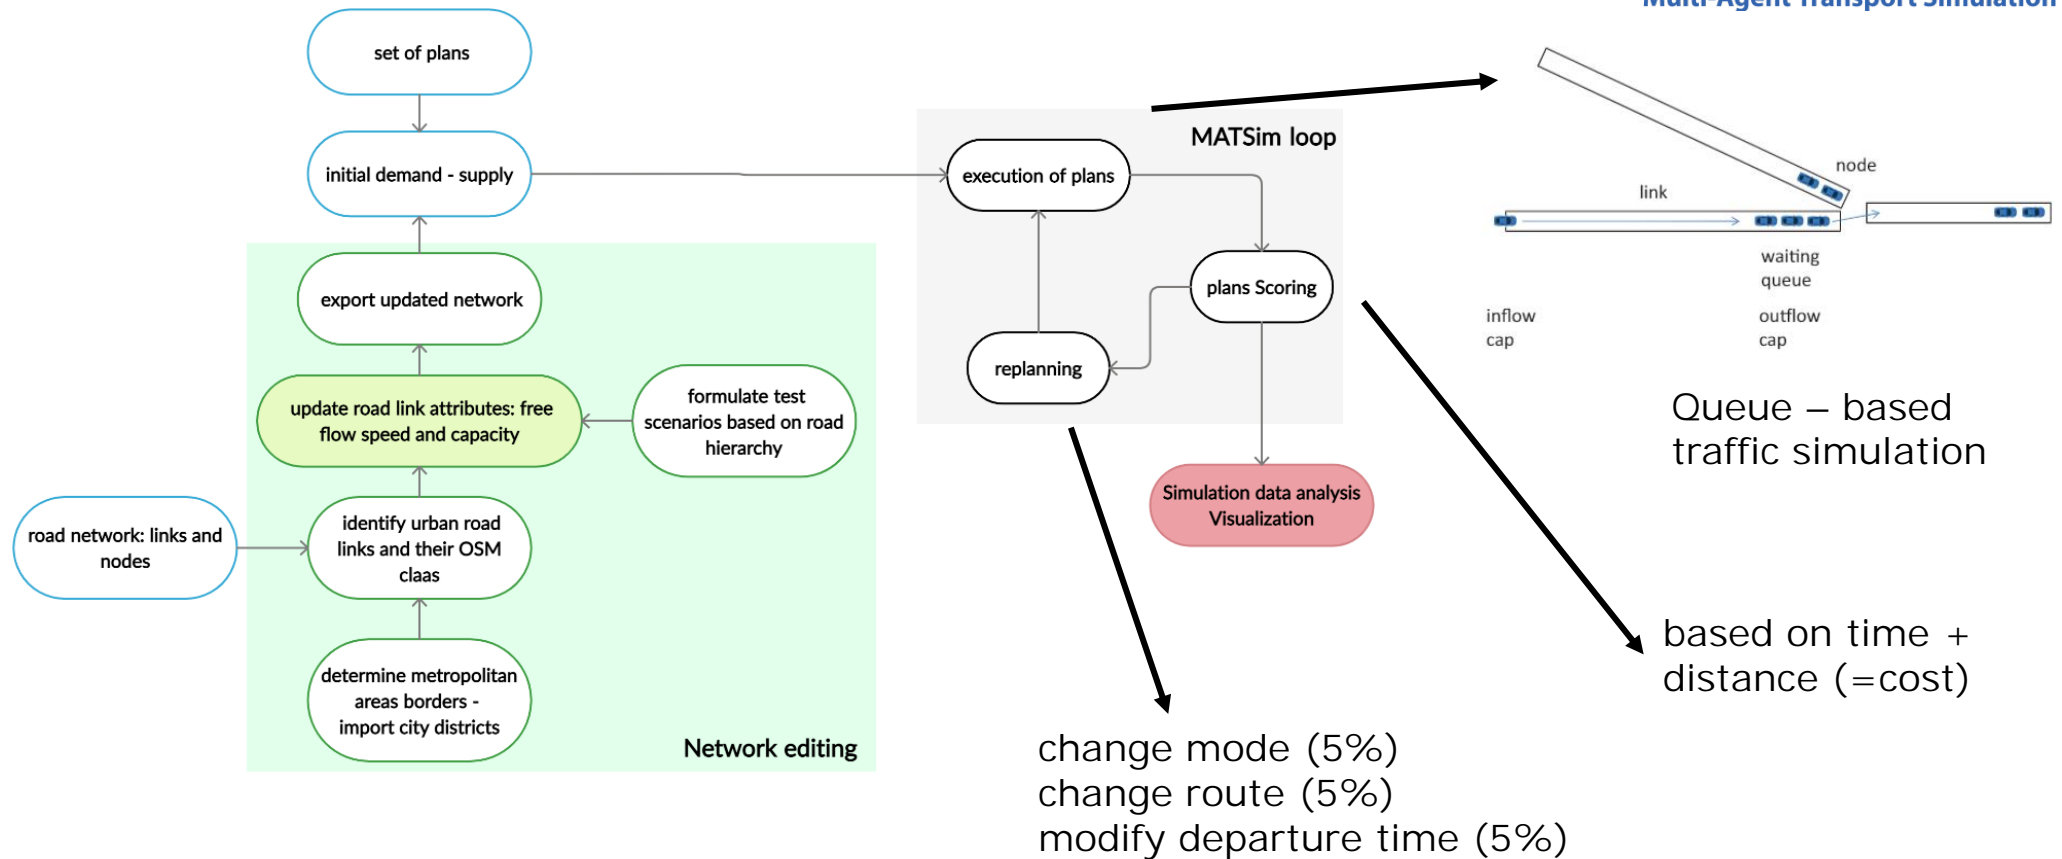 Multi-Agent Transport Simulation
set of plans
initial demand - supply
export updated network
update road link attributes: free
flow speed and capacity
formulate test
scenarios based on road
hierarchy
road network: links and
nodes
identify urban road
links and their OSM
claas
determine metropolitan
areas borders -
import city districts
Network editing
MATSim loop
execution of plans
plans Scoring
replanning
Simulation data analysis
Visualization
node
link
waiting
queue
inflow
cap
outflow
cap
Queue – based
traffic simulation
based on time +
distance (=cost)
change mode (5%)
change route (5%)
modify departure time (5%)